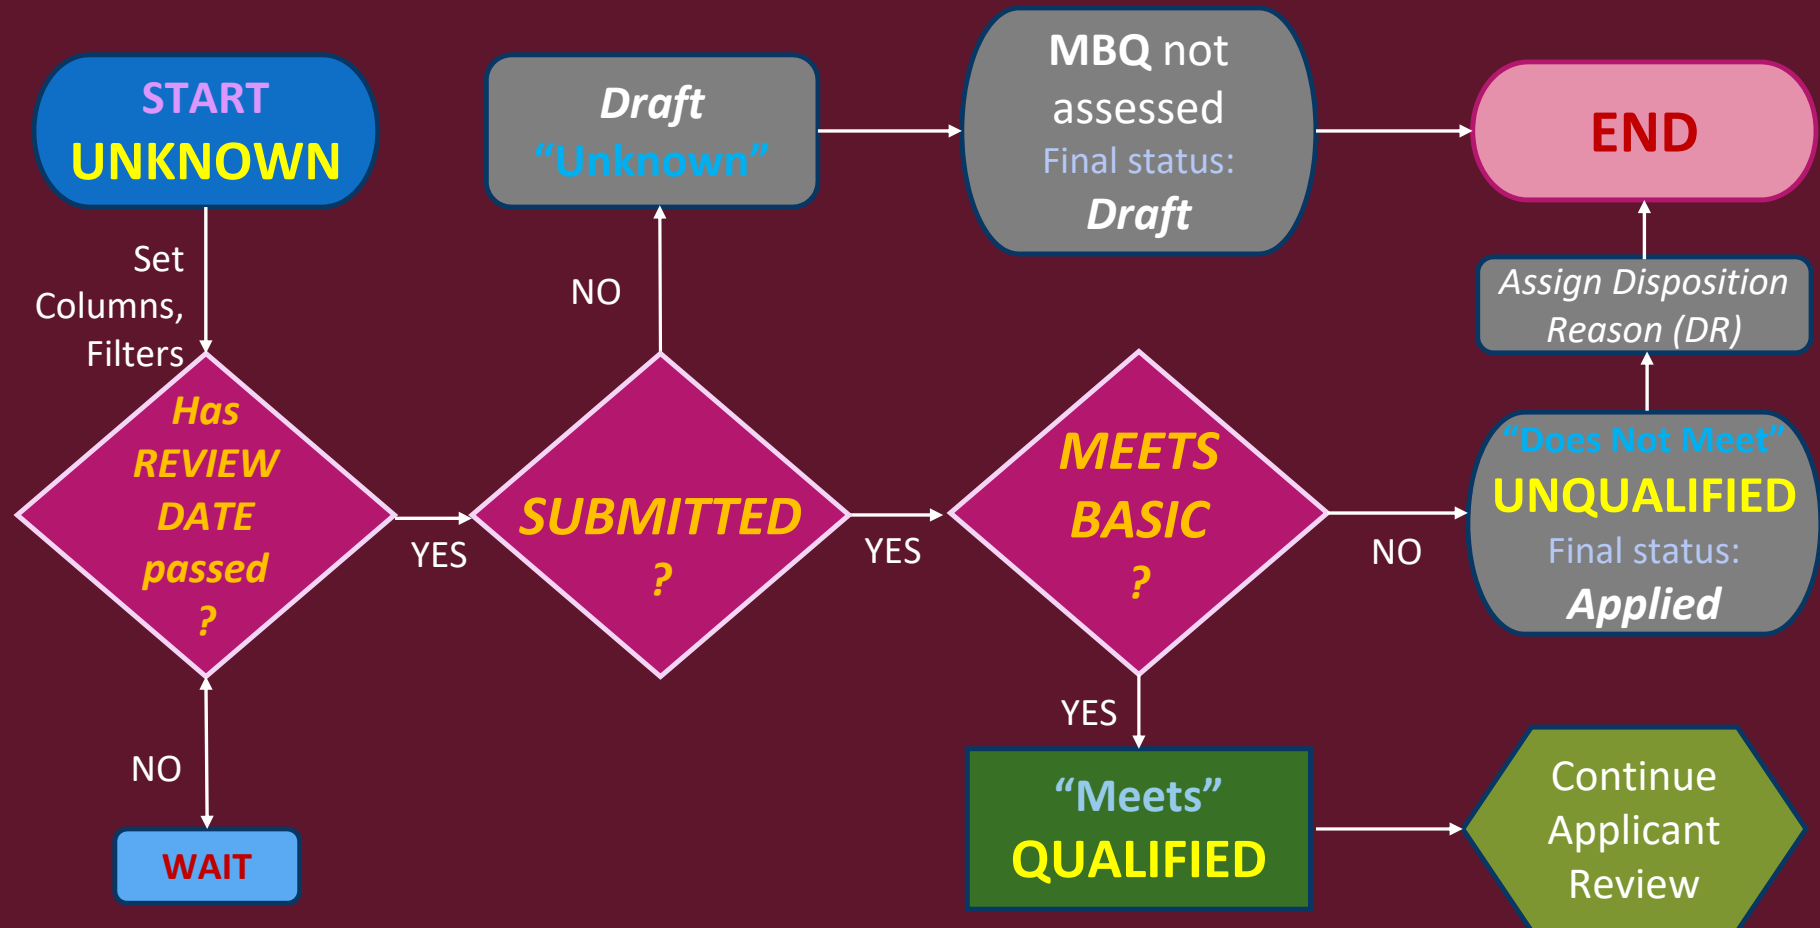 START
UNKNOWN
Set
Columns,
Filters
Has
REVIEW
DATE
passed
?
NO
WAIT
YES
SUBMITTED
?
NO
Draft
“Unknown”
MBQ not
assessed
Final status:
Draft
END
YES
MEETS
BASIC
?
NO
“Does Not Meet”
UNQUALIFIED
Final status:
Applied
Assign Disposition
Reason (DR)
YES
“Meets”
QUALIFIED
Continue
Applicant
Review